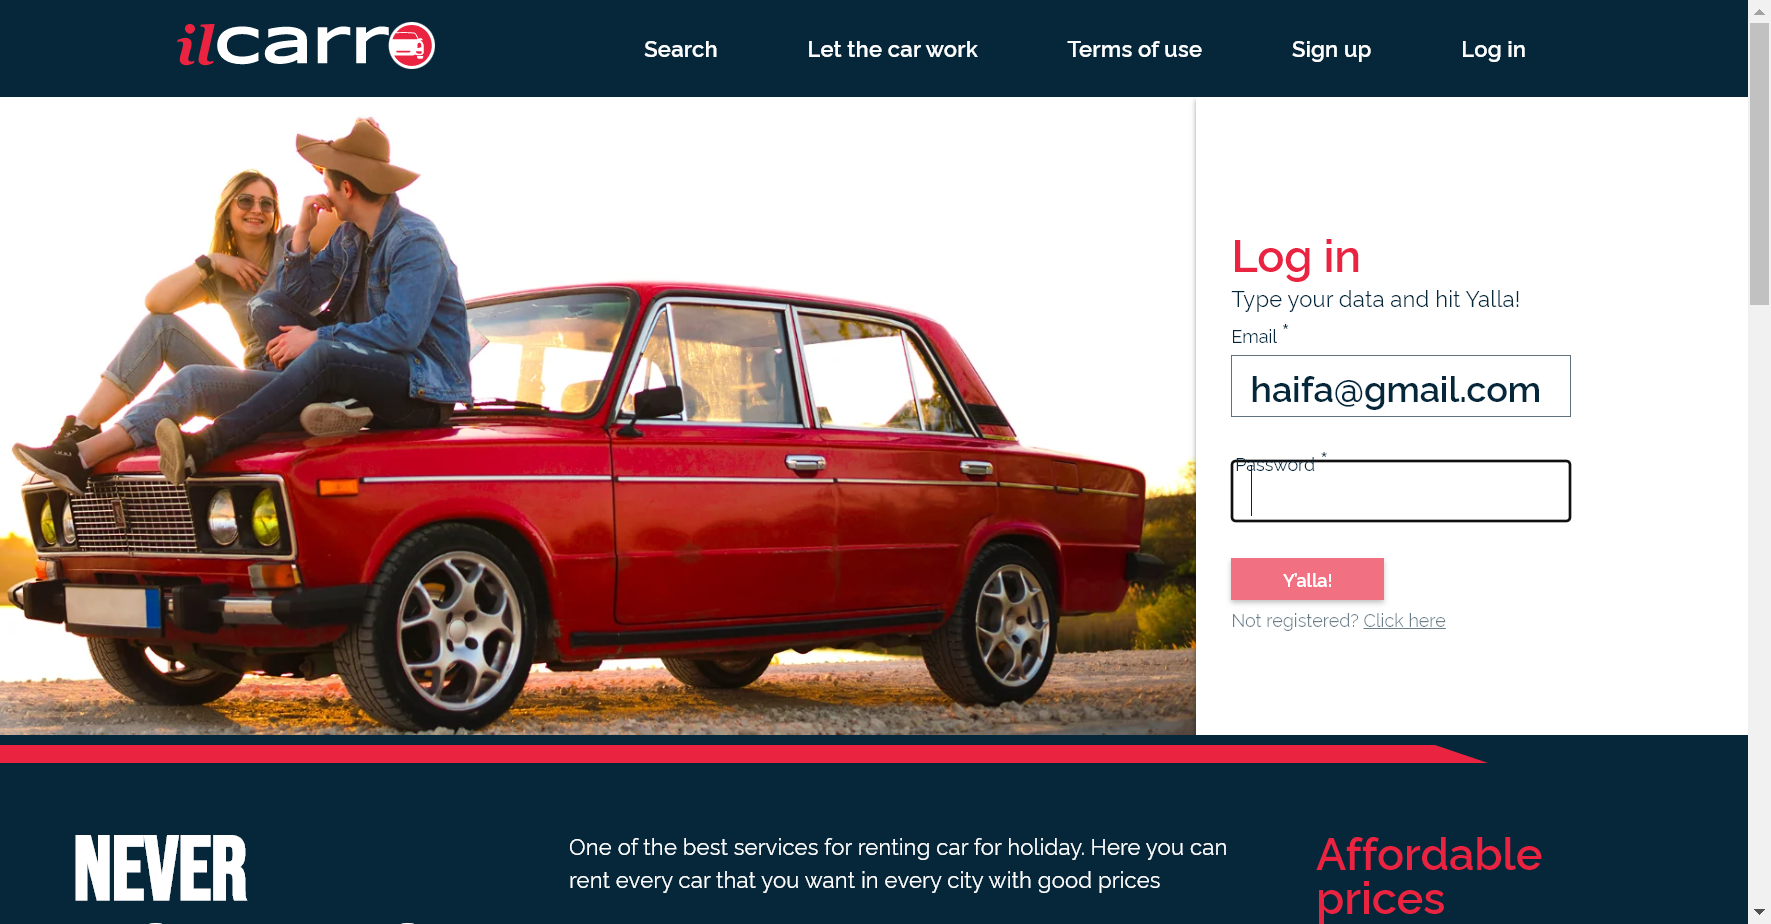 ilcarro
Search
Let the car work
Terms of use
Sign up
Log in
Log in
Type your data and hit Yalla!
Email *
haifa@gmail.com
Password *
Y'alla!
Not registered? Click here
NEVER
One of the best services for renting car for holiday. Here you can
rent every car that you want in every city with good prices
Affordable
prices